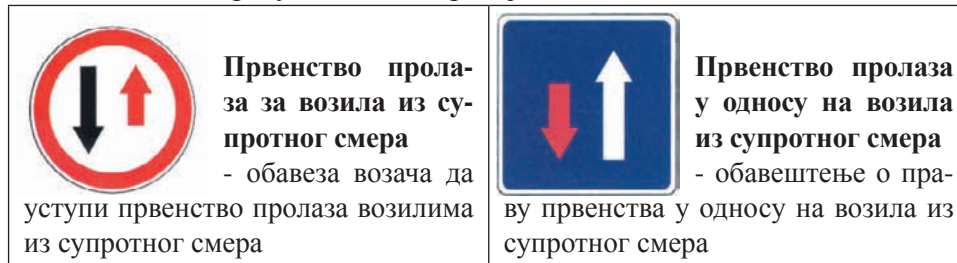 Првенство прола-
за за возила из су-
протног смера
- обавеза возача да
уступи првенство пролаза возилима
из супротног смера
Првенство пролаза
у односу на возила
из супротног смера
- обавештење о пра-
ву првенства у односу на возила из
супротног смера